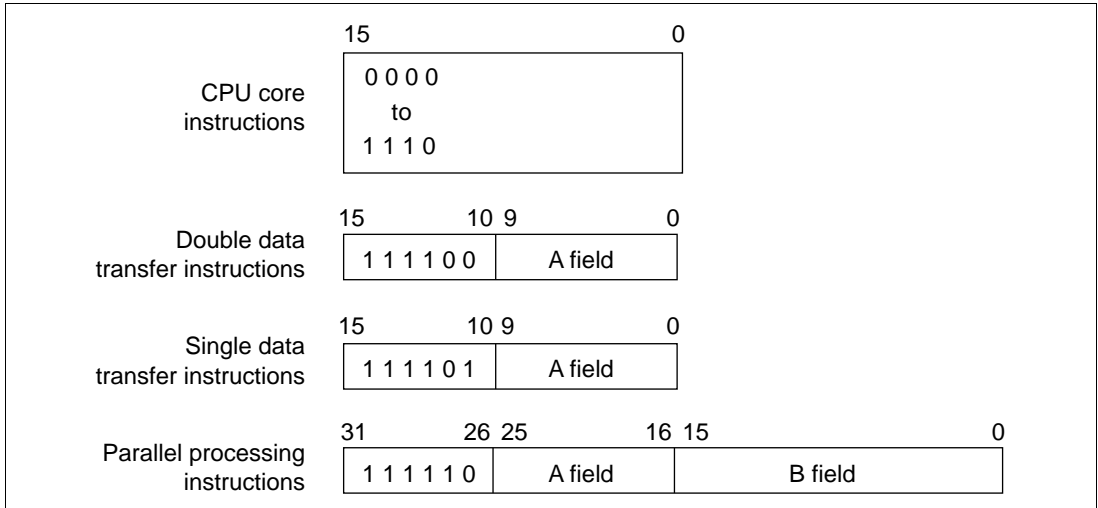 15 0
CPU core
instructions
0 0 0 0
to
1 1 1 0
15 10 9 0
Double data
transfer instructions
1 1 1 1 0 0 A field
15 10 9 0
Single data
transfer instructions
1 1 1 1 0 1 A field
31 26 25 16 15 0
Parallel processing
instructions
1 1 1 1 1 0 A field B field